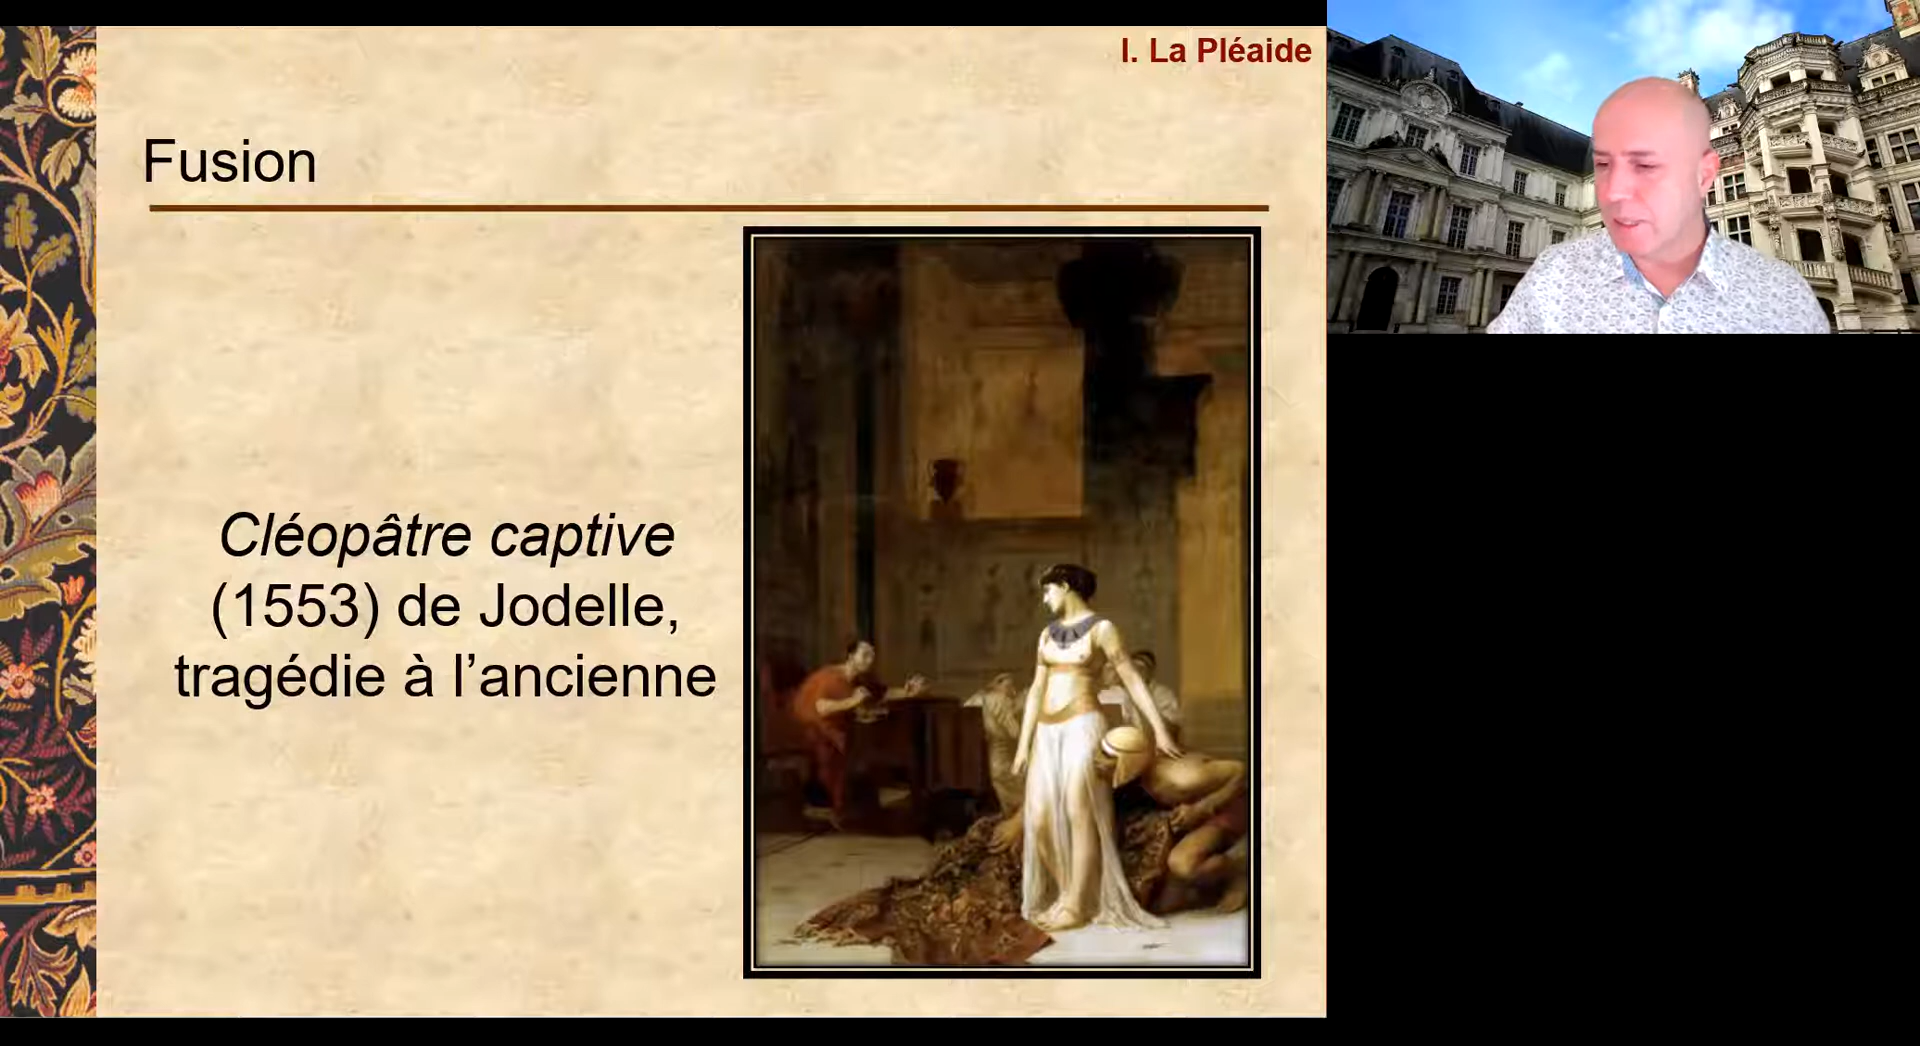 I. La Pléaide
Fusion
Cléopâtre captive
(1553) de Jodelle,
tragédie à l’ancienne